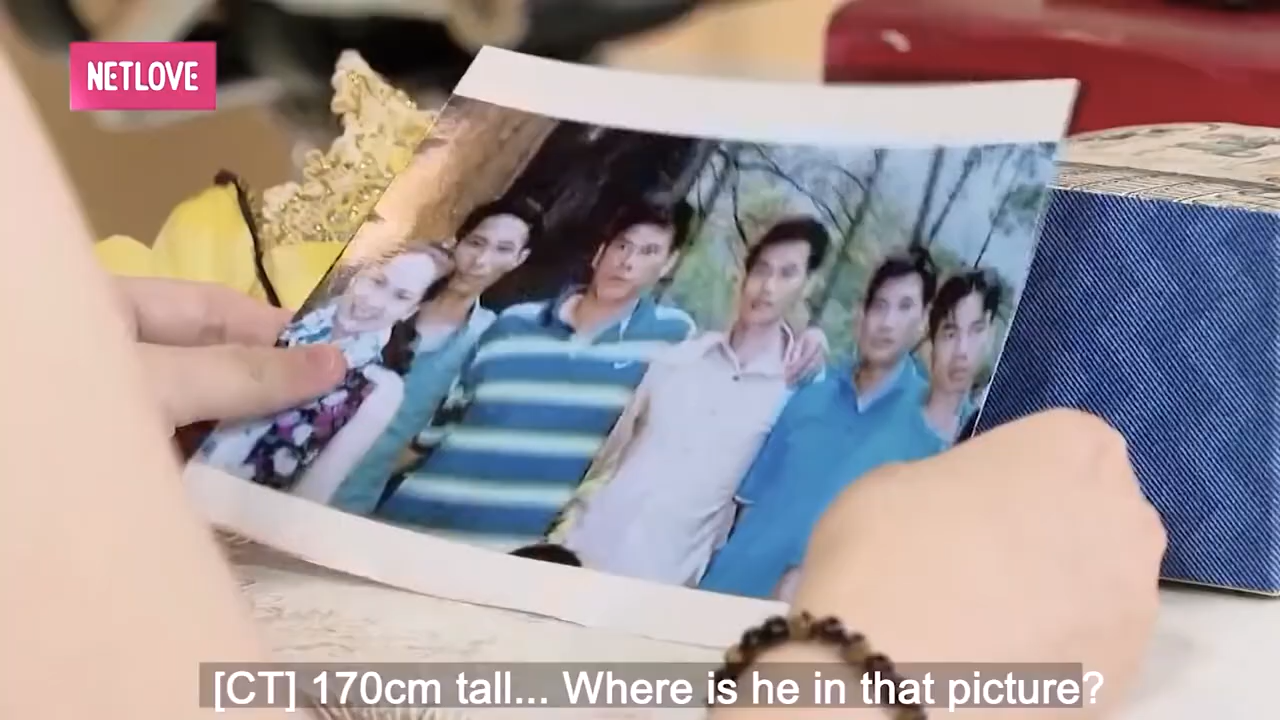 NETLOVE
[CT] 170cm tall... Where is he in that picture?